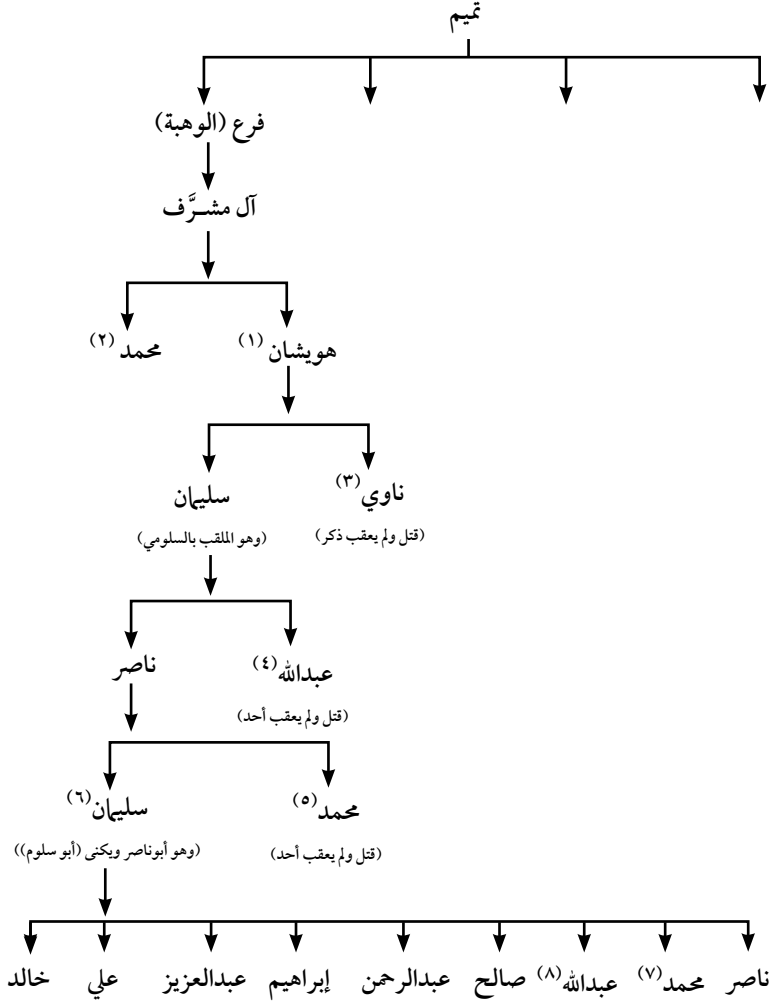 تميم
فرع (الوهبة)
آل مشرَّف
هويشان (١) محمد (٢)
ناوي (٣) سليمان
(قتل ولم يعقب ذكر) (وهو الملقب بالسلومي)
عبدالله (٤) ناصر
(قتل ولم يعقب أحد)
محمد (٥) سليمان (٦)
(قتل ولم يعقب أحد) (وهو أبوناصر ويكنى (أبو سلوم))
ناصر محمد (٧) عبدالله (٨) صالح عبدالرحمن إبراهيم عبدالعزيز علي خالد